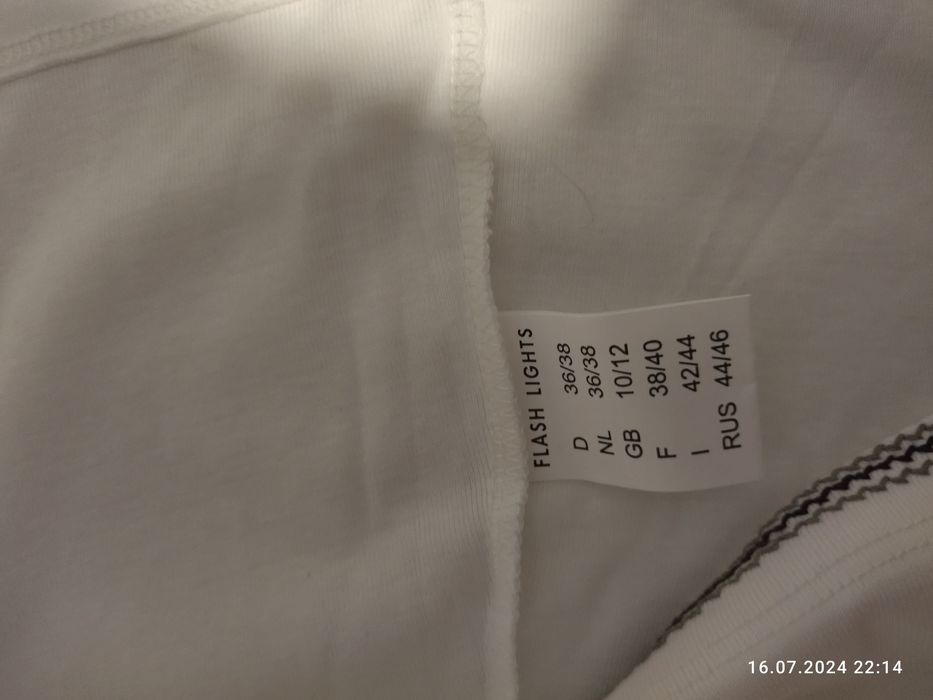 FLASH LIGHTS
D 36/38
NL 36/38
GB 10/12
F 38/40
I 42/44
RUS 44/46
16.07.2024 22:14